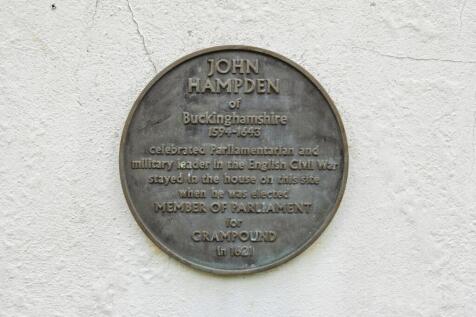 JOHN
HAMPDEN
of
Buckinghamshire
1594-1643
celebrated Parliamentarian and
military leader in the English Civil War
stayed in the house on this site
when he was elected
MEMBER OF PARLIAMENT
for
GRAMPOUND
in 1621